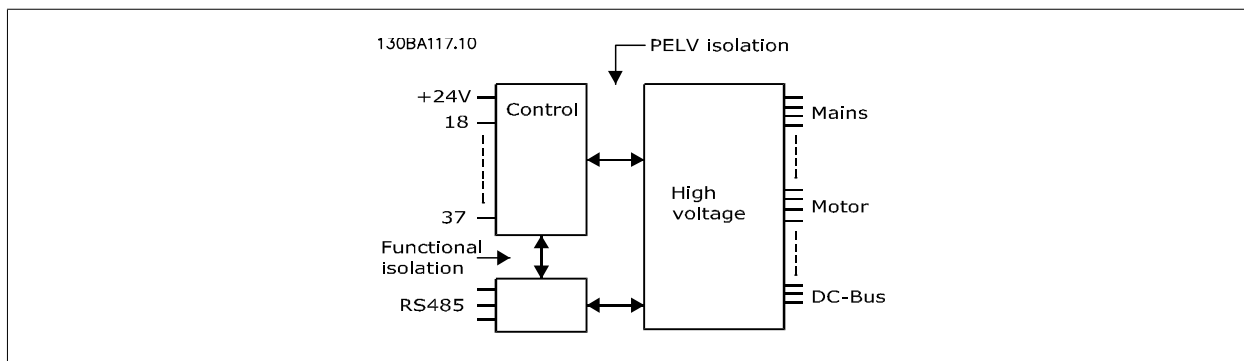 130BA117.10
PELV isolation
+24V
Control
18
Mains
High
voltage
37
Motor
Functional
isolation
RS485
DC-Bus